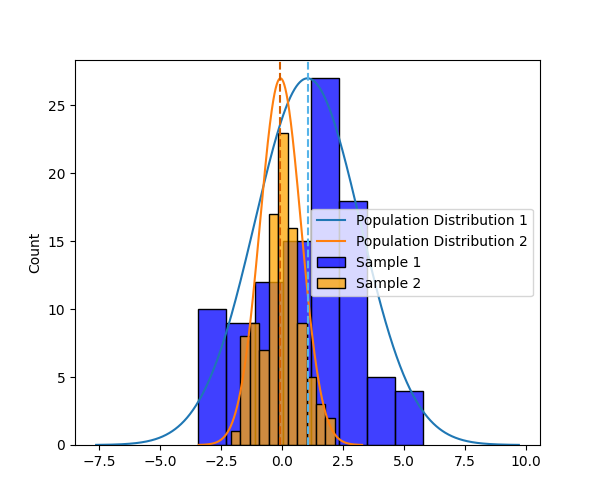 Count
25
20
15
10
5
0
Population Distribution 1
Population Distribution 2
Sample 1
Sample 2
−7.5 −5.0 −2.5 0.0 2.5 5.0 7.5 10.0